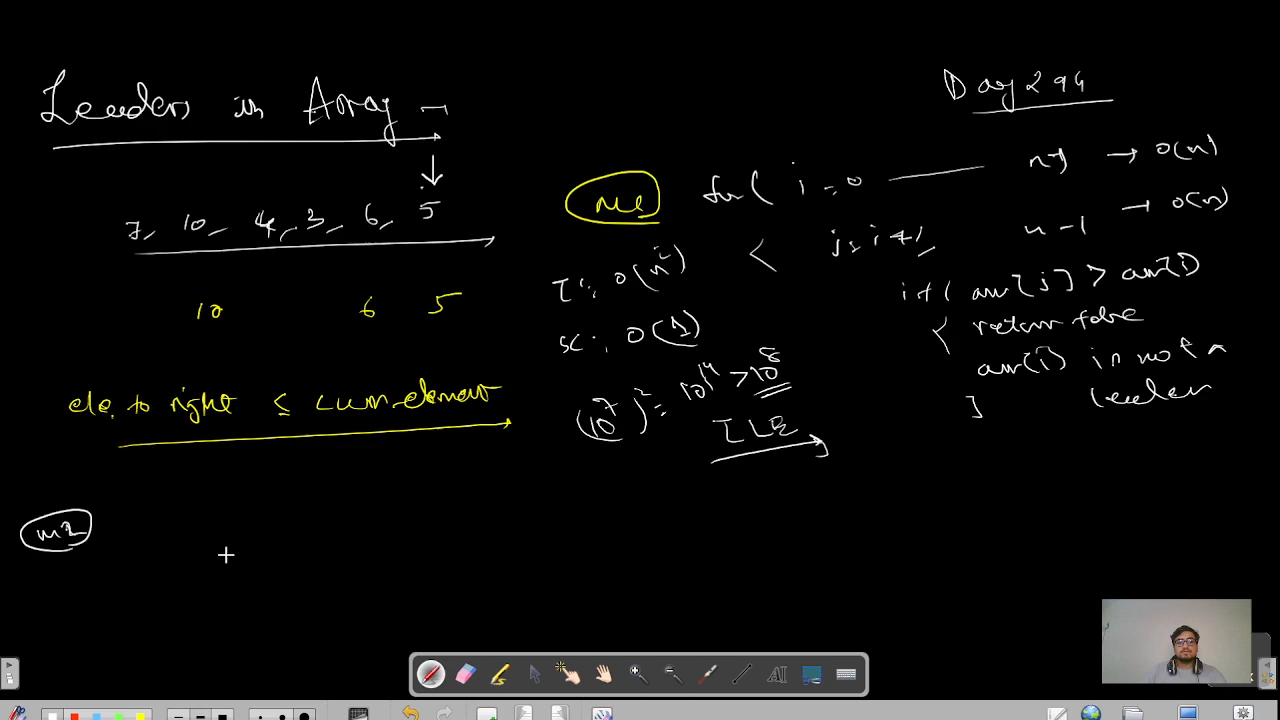 Leaders in Array →
Day 294
7, 10, 4, 3, 6, 5
10 6 5
ele. to right ≤ curr. element
m1
for( i=0 n-1 → O(n)
{ j=i+1, n-1 → O(n)
if( arr[j] > arr[i]
{ return false
arr[i] is not a
leader
}
TC:. O(n²)
SC:. O(1)
(10⁷)² = 10¹⁴ > 10⁸
TLE
m2